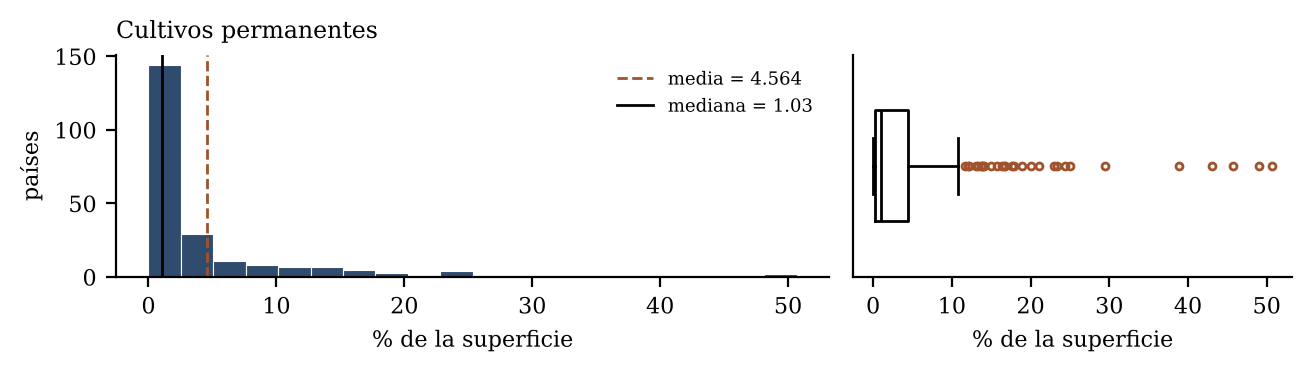 Cultivos permanentes
150
100
50
0
países
media = 4.564
mediana = 1.03
0 10 20 30 40 50
% de la superficie
0 10 20 30 40 50
% de la superficie